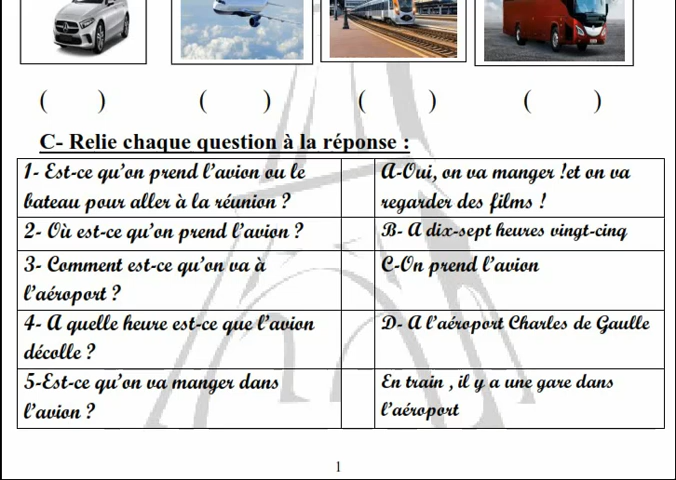 (      )      (      )      (      )      (      )
C- Relie chaque question à la réponse :
1- Est-ce qu'on prend l'avion ou le
bateau pour aller à la réunion ?
A-Oui, on va manger !et on va
regarder des films !
2- Où est-ce qu'on prend l'avion ?
B- A dix-sept heures vingt-cinq
3- Comment est-ce qu'on va à
l'aéroport ?
C-On prend l'avion
4- A quelle heure est-ce que l'avion
décolle ?
D- A l'aéroport Charles de Gaulle
5-Est-ce qu'on va manger dans
l'avion ?
En train , il y a une gare dans
l'aéroport
1